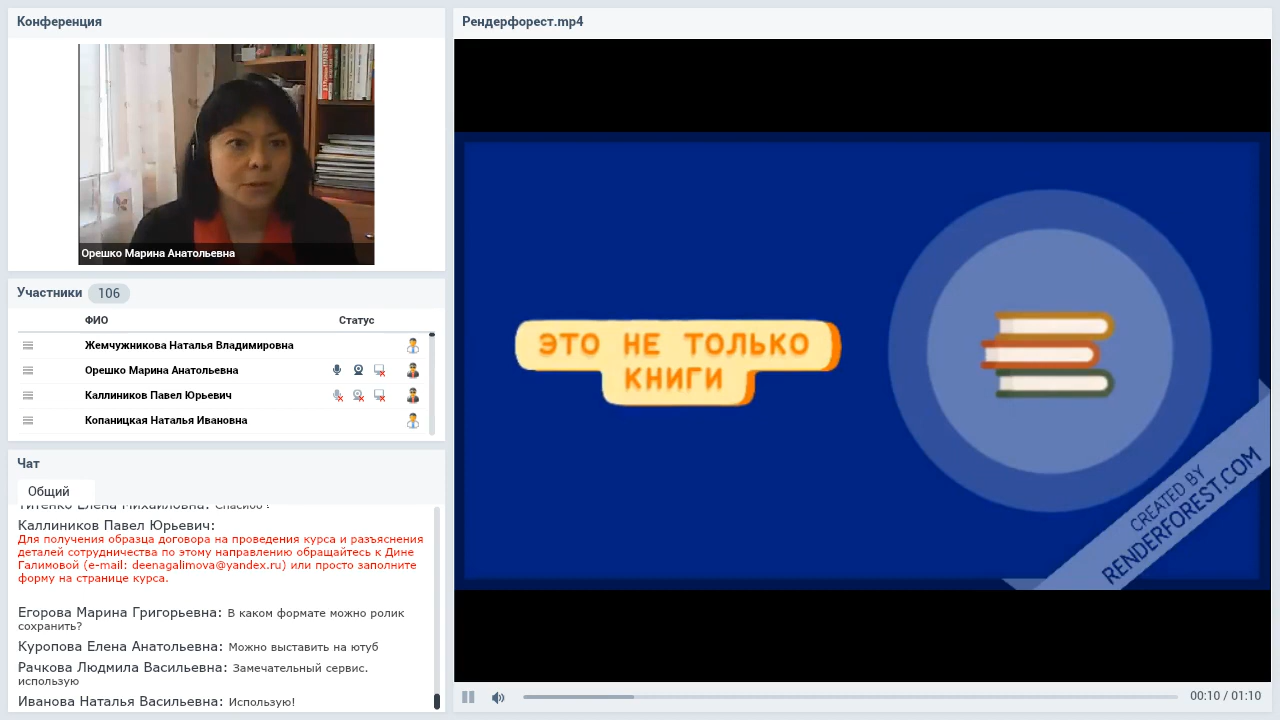 Конференция
Орешко Марина Анатольевна
Участники 106
ФИО Статус
Жемчужникова Наталья Владимировна
Орешко Марина Анатольевна
Каллиников Павел Юрьевич
Копаницкая Наталья Ивановна
Чат
Общий
Титенко Елена Михайловна: Спасибо !
Каллиников Павел Юрьевич:
Для получения образца договора на проведения курса и разъяснения
деталей сотрудничества по этому направлению обращайтесь к Дине
Галимовой (e-mail: deenagalimova@yandex.ru) или просто заполните
форму на странице курса.
Егорова Марина Григорьевна: В каком формате можно ролик
сохранить?
Куропова Елена Анатольевна: Можно выставить на ютуб
Рачкова Людмила Васильевна: Замечательный сервис.
использую
Иванова Наталья Васильевна: Использую!
Рендерфорест.mp4
ЭТО НЕ ТОЛЬКО
КНИГИ
CREATED BY
RENDERFOREST.COM
00:10 / 01:10